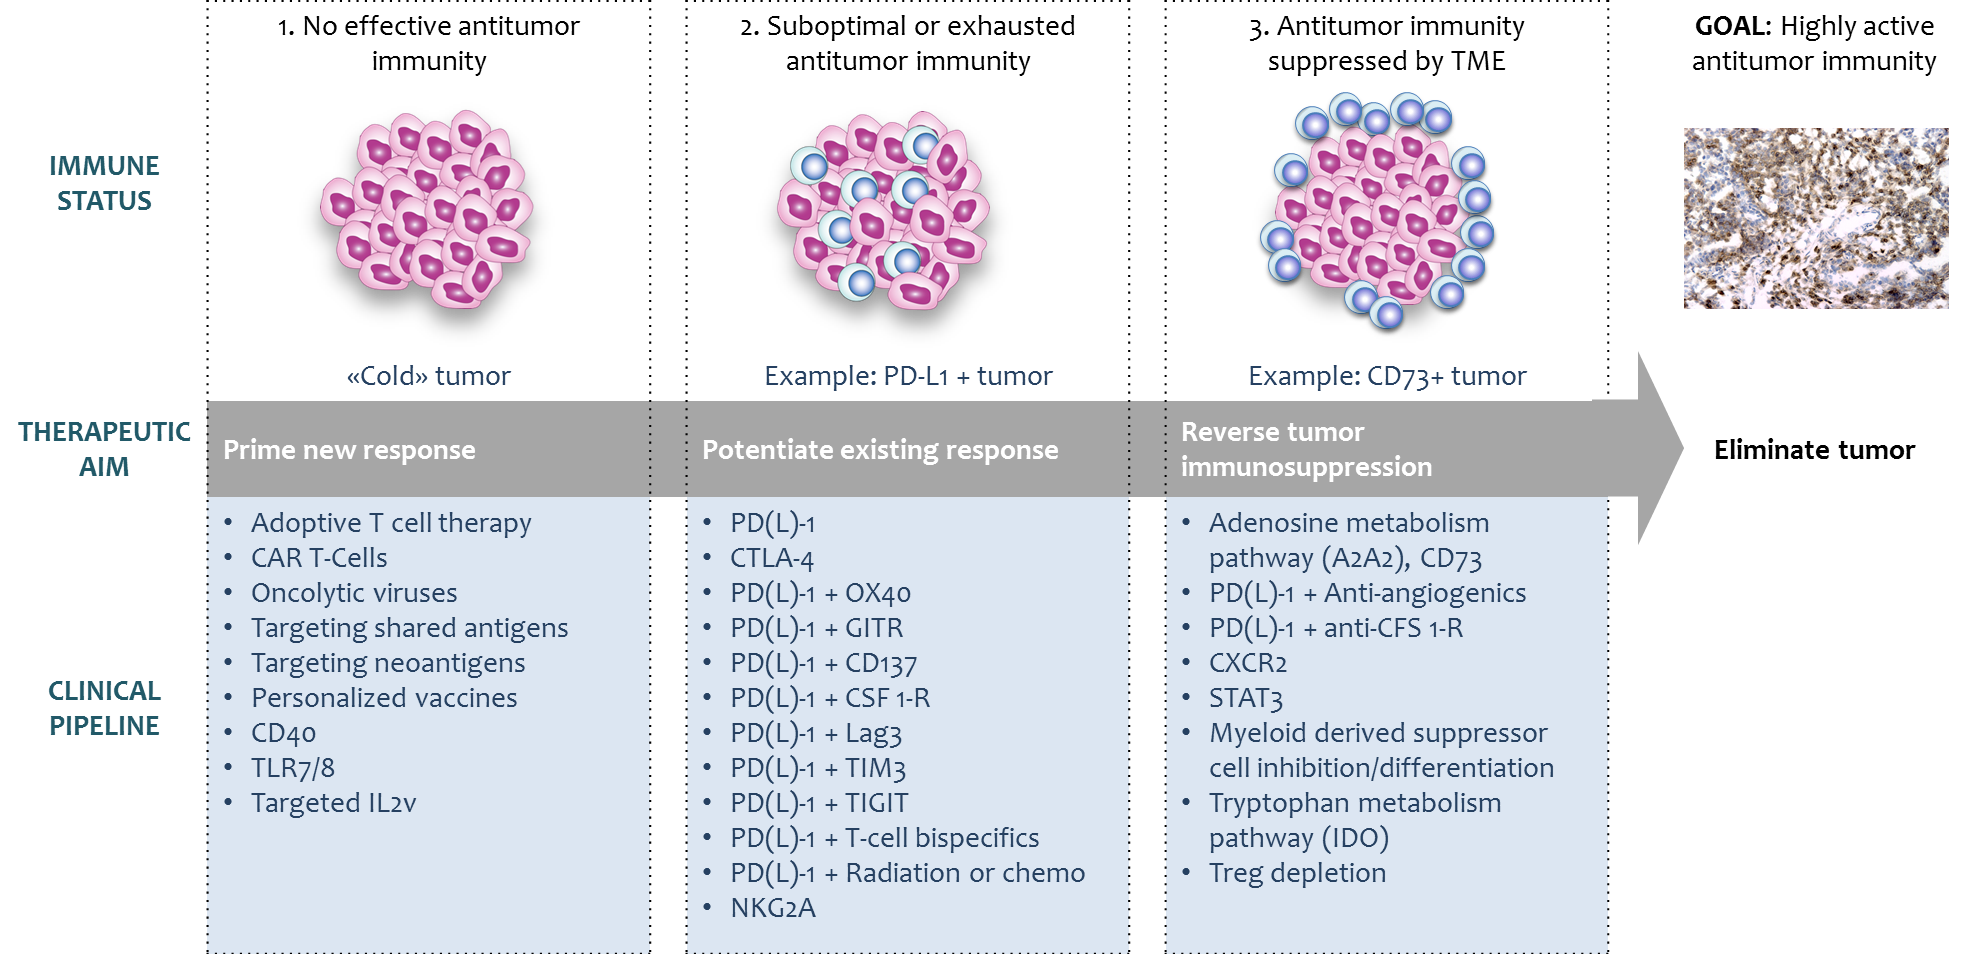 1. No effective antitumor
immunity
2. Suboptimal or exhausted
antitumor immunity
3. Antitumor immunity
suppressed by TME
GOAL: Highly active
antitumor immunity
IMMUNE
STATUS
«Cold» tumor
Example: PD-L1 + tumor
Example: CD73+ tumor
THERAPEUTIC
AIM
Prime new response
Potentiate existing response
Reverse tumor
immunosuppression
Eliminate tumor
CLINICAL
PIPELINE
• Adoptive T cell therapy
• CAR T-Cells
• Oncolytic viruses
• Targeting shared antigens
• Targeting neoantigens
• Personalized vaccines
• CD40
• TLR7/8
• Targeted IL2v
• PD(L)-1
• CTLA-4
• PD(L)-1 + OX40
• PD(L)-1 + GITR
• PD(L)-1 + CD137
• PD(L)-1 + CSF 1-R
• PD(L)-1 + Lag3
• PD(L)-1 + TIM3
• PD(L)-1 + TIGIT
• PD(L)-1 + T-cell bispecifics
• PD(L)-1 + Radiation or chemo
• NKG2A
• Adenosine metabolism
pathway (A2A2), CD73
• PD(L)-1 + Anti-angiogenics
• PD(L)-1 + anti-CFS 1-R
• CXCR2
• STAT3
• Myeloid derived suppressor
cell inhibition/differentiation
• Tryptophan metabolism
pathway (IDO)
• Treg depletion